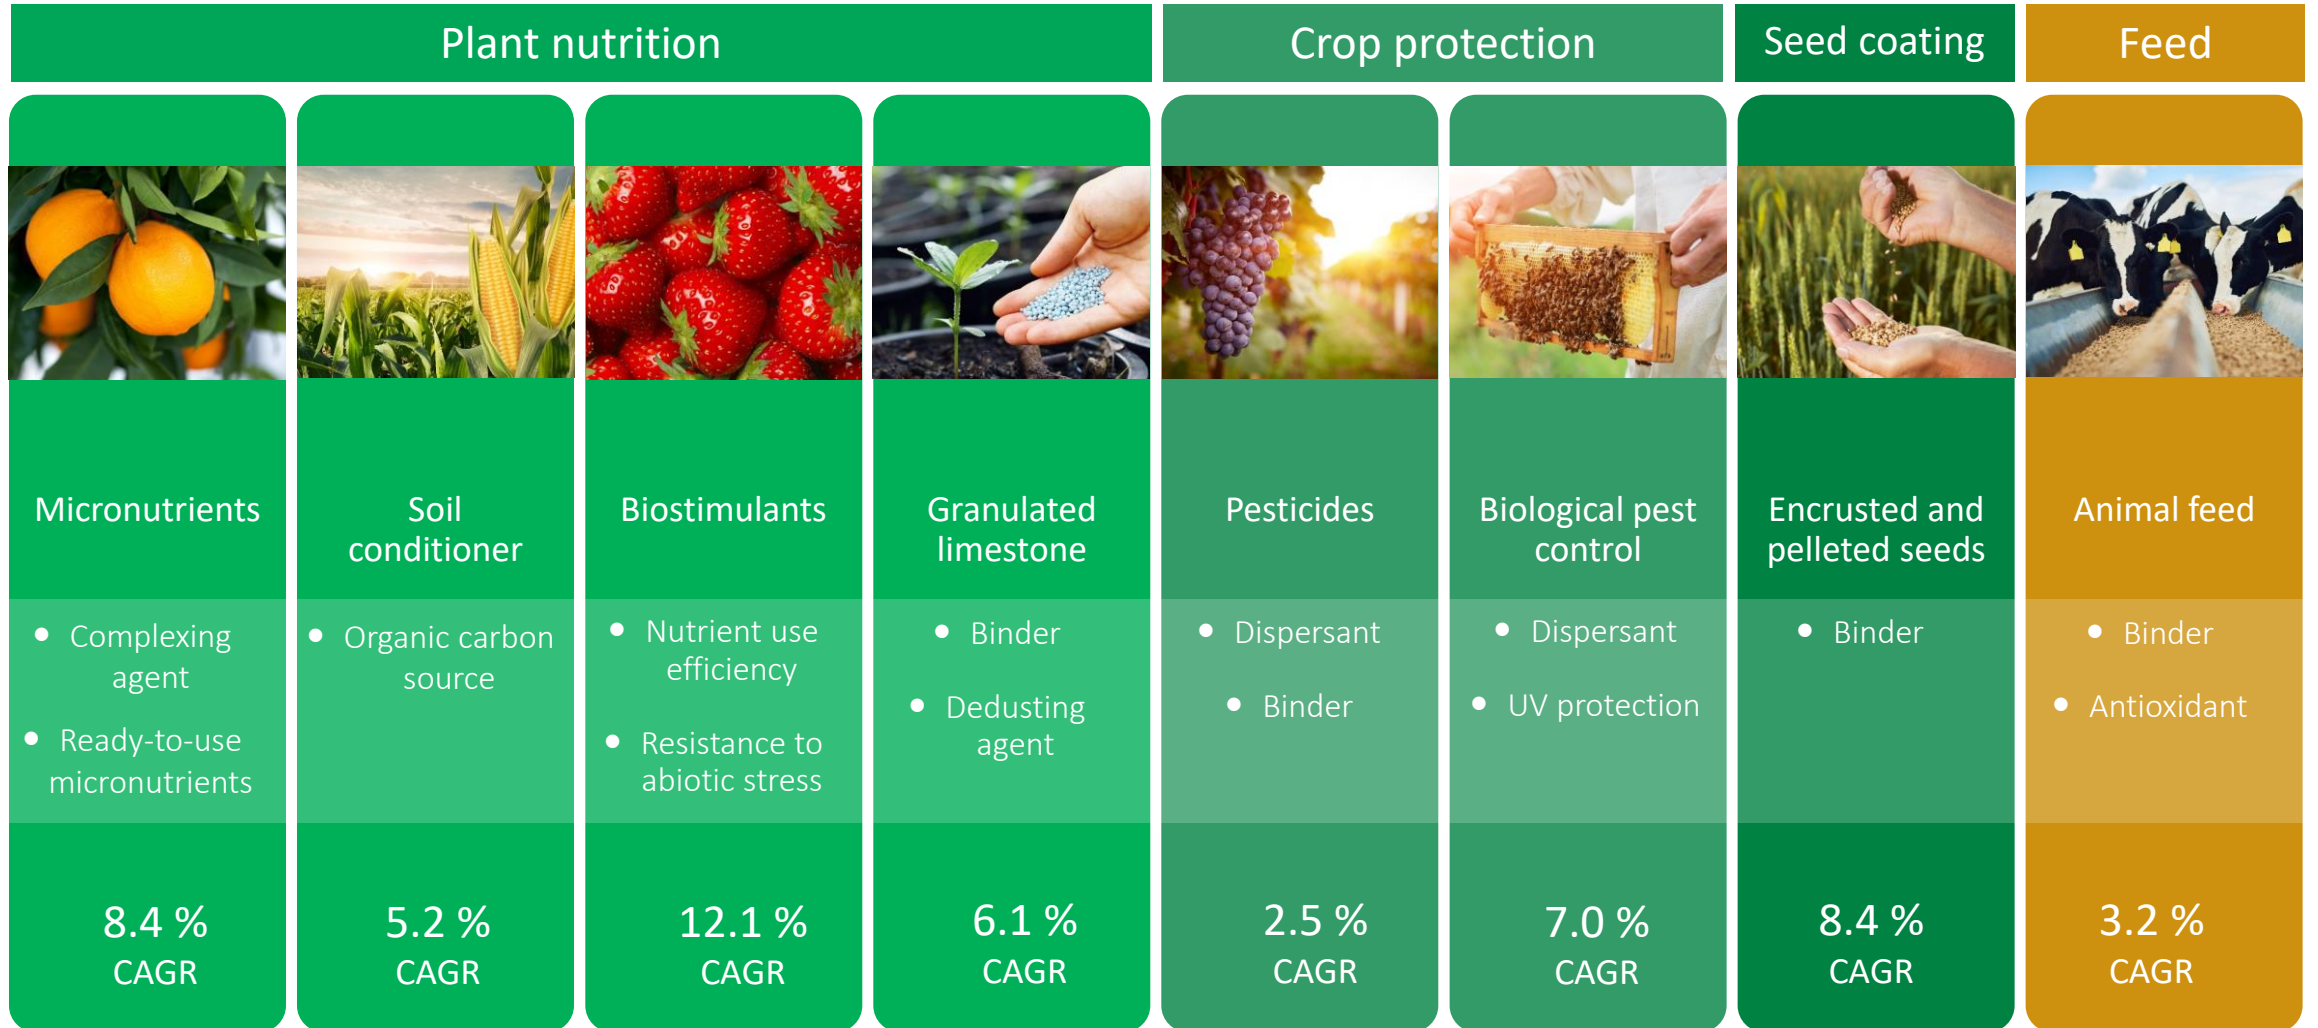 Plant nutrition
Crop protection
Seed coating
Feed
Micronutrients
• Complexing
agent
• Ready-to-use
micronutrients
8.4 %
CAGR
Soil
conditioner
• Organic carbon
source
5.2 %
CAGR
Biostimulants
• Nutrient use
efficiency
• Resistance to
abiotic stress
12.1 %
CAGR
Granulated
limestone
• Binder
• Dedusting
agent
6.1 %
CAGR
Pesticides
• Dispersant
• Binder
2.5 %
CAGR
Biological pest
control
• Dispersant
• UV protection
7.0 %
CAGR
Encrusted and
pelleted seeds
• Binder
8.4 %
CAGR
Animal feed
• Binder
• Antioxidant
3.2 %
CAGR